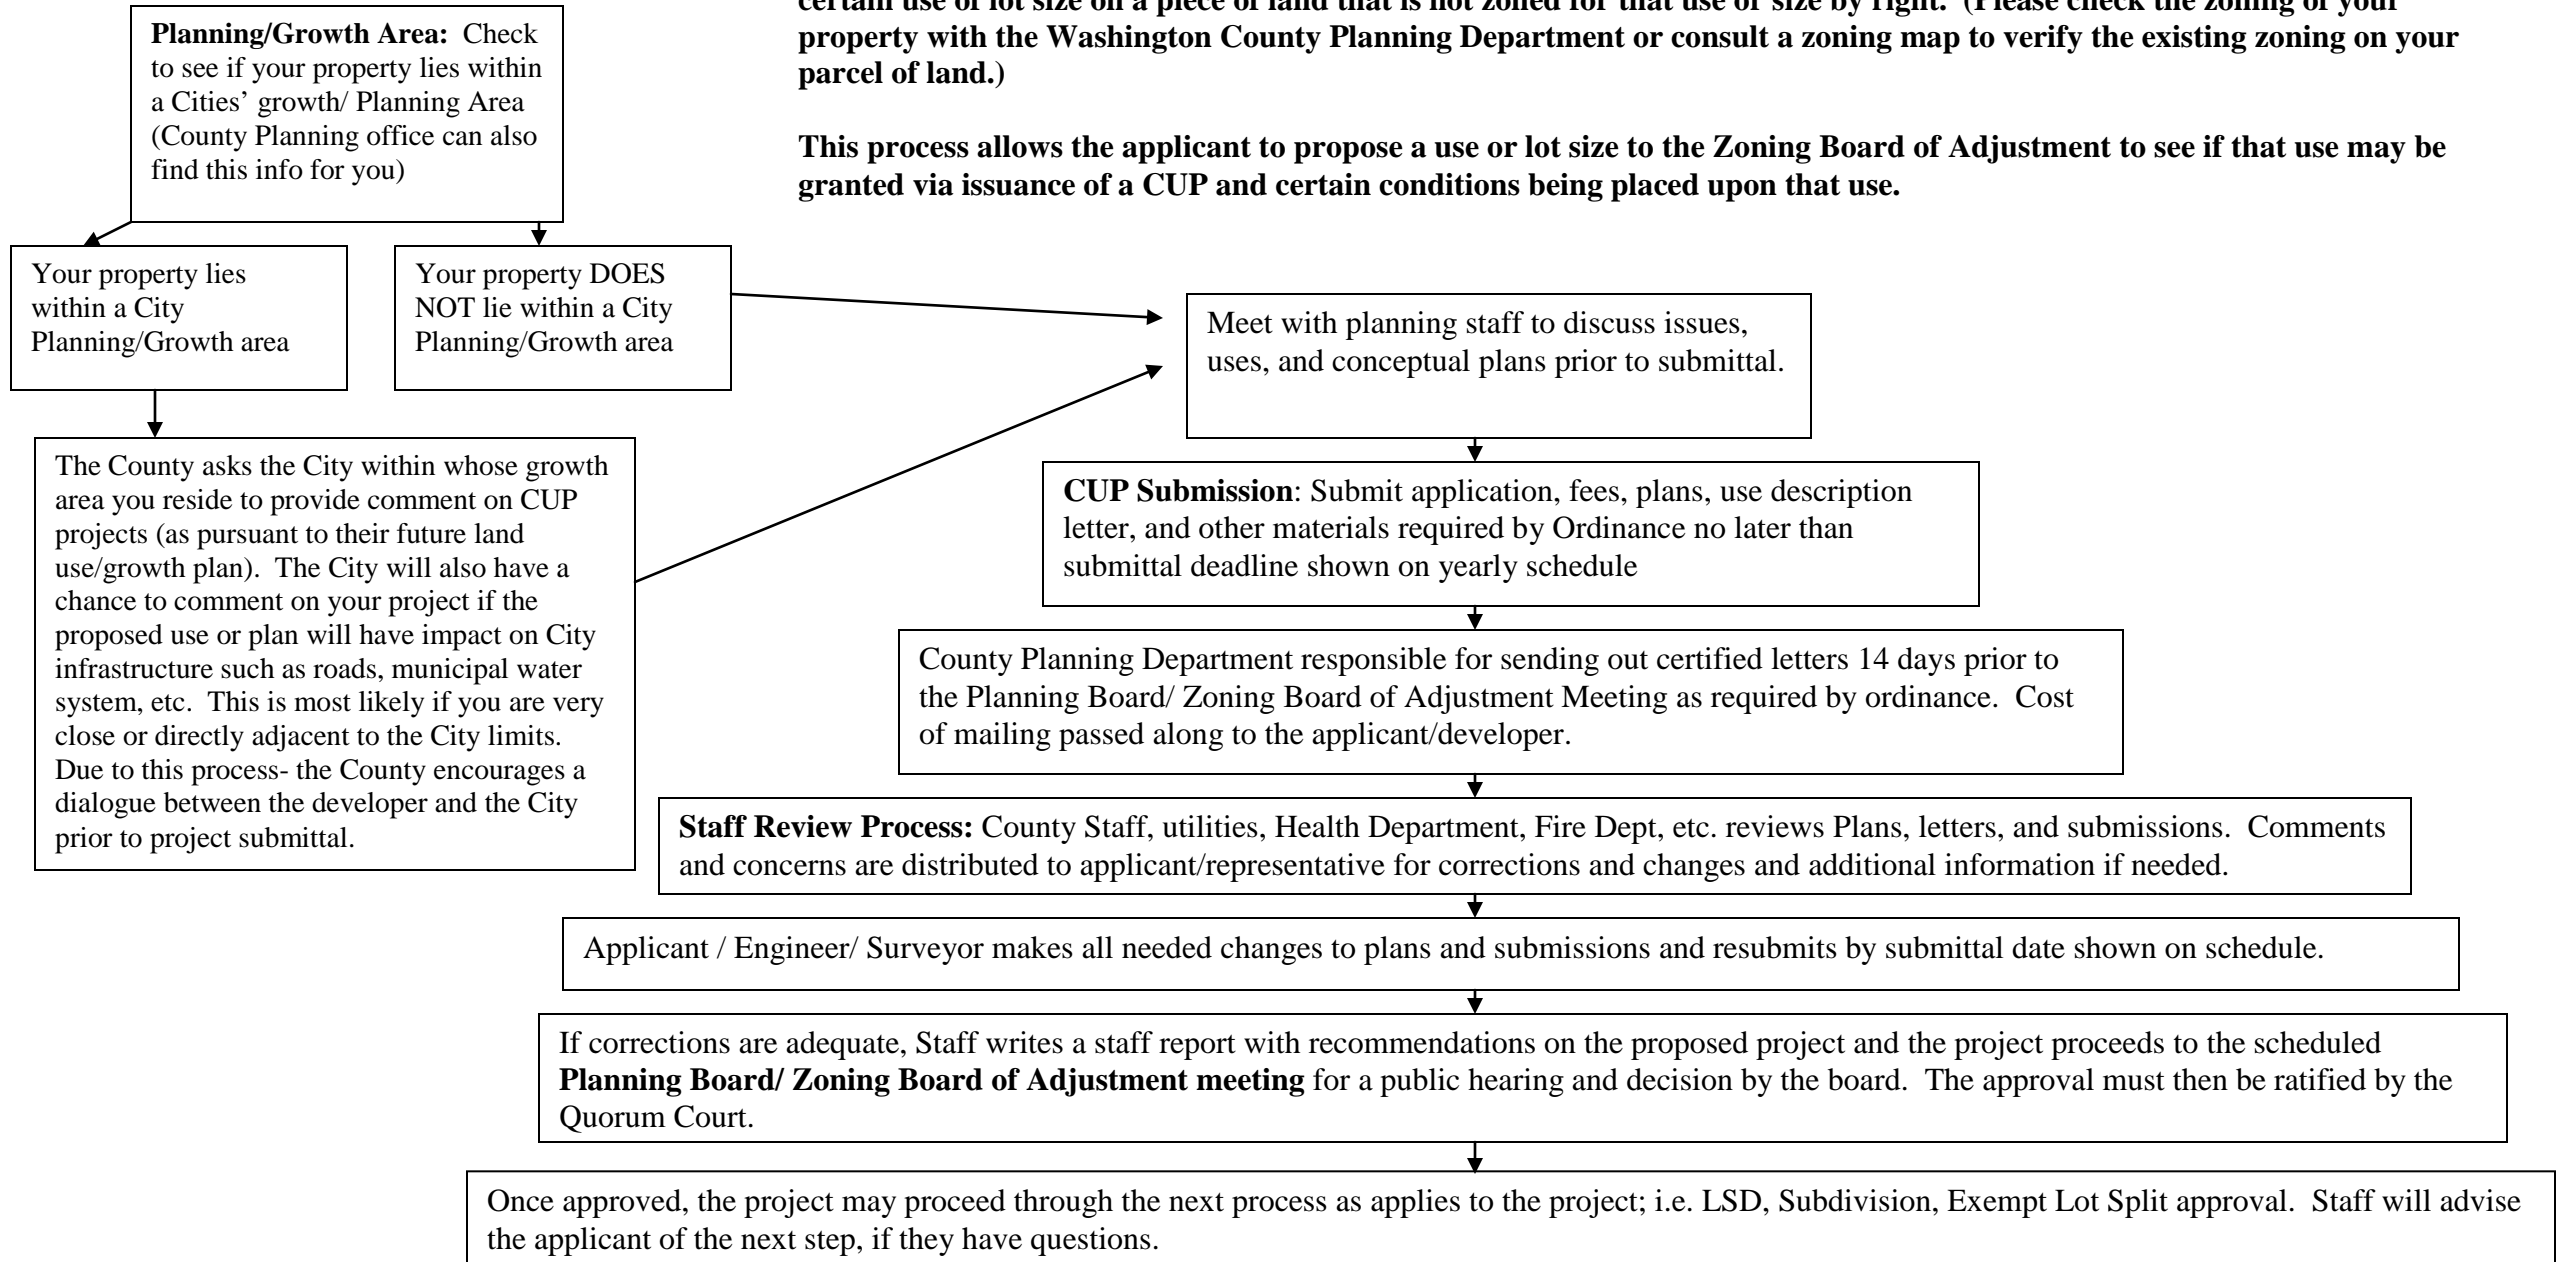 certain use or lot size on a piece of land that is not zoned for that use or size by right. (Please check the zoning of your
property with the Washington County Planning Department or consult a zoning map to verify the existing zoning on your
parcel of land.)
This process allows the applicant to propose a use or lot size to the Zoning Board of Adjustment to see if that use may be
granted via issuance of a CUP and certain conditions being placed upon that use.
Planning/Growth Area: Check
to see if your property lies within
a Cities’ growth/ Planning Area
(County Planning office can also
find this info for you)
Your property lies
within a City
Planning/Growth area
Your property DOES
NOT lie within a City
Planning/Growth area
The County asks the City within whose growth
area you reside to provide comment on CUP
projects (as pursuant to their future land
use/growth plan). The City will also have a
chance to comment on your project if the
proposed use or plan will have impact on City
infrastructure such as roads, municipal water
system, etc. This is most likely if you are very
close or directly adjacent to the City limits.
Due to this process- the County encourages a
dialogue between the developer and the City
prior to project submittal.
Meet with planning staff to discuss issues,
uses, and conceptual plans prior to submittal.
CUP Submission: Submit application, fees, plans, use description
letter, and other materials required by Ordinance no later than
submittal deadline shown on yearly schedule
County Planning Department responsible for sending out certified letters 14 days prior to
the Planning Board/ Zoning Board of Adjustment Meeting as required by ordinance. Cost
of mailing passed along to the applicant/developer.
Staff Review Process: County Staff, utilities, Health Department, Fire Dept, etc. reviews Plans, letters, and submissions. Comments
and concerns are distributed to applicant/representative for corrections and changes and additional information if needed.
Applicant / Engineer/ Surveyor makes all needed changes to plans and submissions and resubmits by submittal date shown on schedule.
If corrections are adequate, Staff writes a staff report with recommendations on the proposed project and the project proceeds to the scheduled
Planning Board/ Zoning Board of Adjustment meeting for a public hearing and decision by the board. The approval must then be ratified by the
Quorum Court.
Once approved, the project may proceed through the next process as applies to the project; i.e. LSD, Subdivision, Exempt Lot Split approval. Staff will advise
the applicant of the next step, if they have questions.